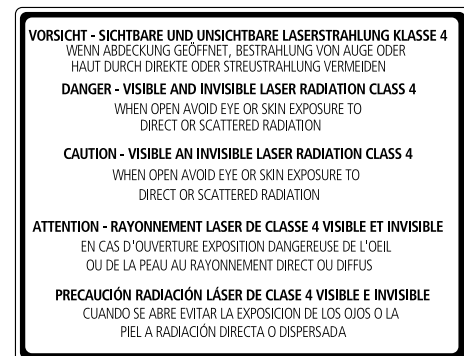 VORSICHT - SICHTBARE UND UNSICHTBARE LASERSTRAHLUNG KLASSE 4
WENN ABDECKUNG GEÖFFNET, BESTRAHLUNG VON AUGE ODER
HAUT DURCH DIREKTE ODER STREUSTRAHLUNG VERMEIDEN
DANGER - VISIBLE AND INVISIBLE LASER RADIATION CLASS 4
WHEN OPEN AVOID EYE OR SKIN EXPOSURE TO
DIRECT OR SCATTERED RADIATION
CAUTION - VISIBLE AN INVISIBLE LASER RADIATION CLASS 4
WHEN OPEN AVOID EYE OR SKIN EXPOSURE TO
DIRECT OR SCATTERED RADIATION
ATTENTION - RAYONNEMENT LASER DE CLASSE 4 VISIBLE ET INVISIBLE
EN CAS D'OUVERTURE EXPOSITION DANGEREUSE DE L'OEIL
OU DE LA PEAU AU RAYONNEMENT DIRECT OU DIFFUS
PRECAUCIÓN RADIACIÓN LÁSER DE CLASE 4 VISIBLE E INVISIBLE
CUANDO SE ABRE EVITAR LA EXPOSICION DE LOS OJOS O LA
PIEL A RADIACIÓN DIRECTA O DISPERSADA